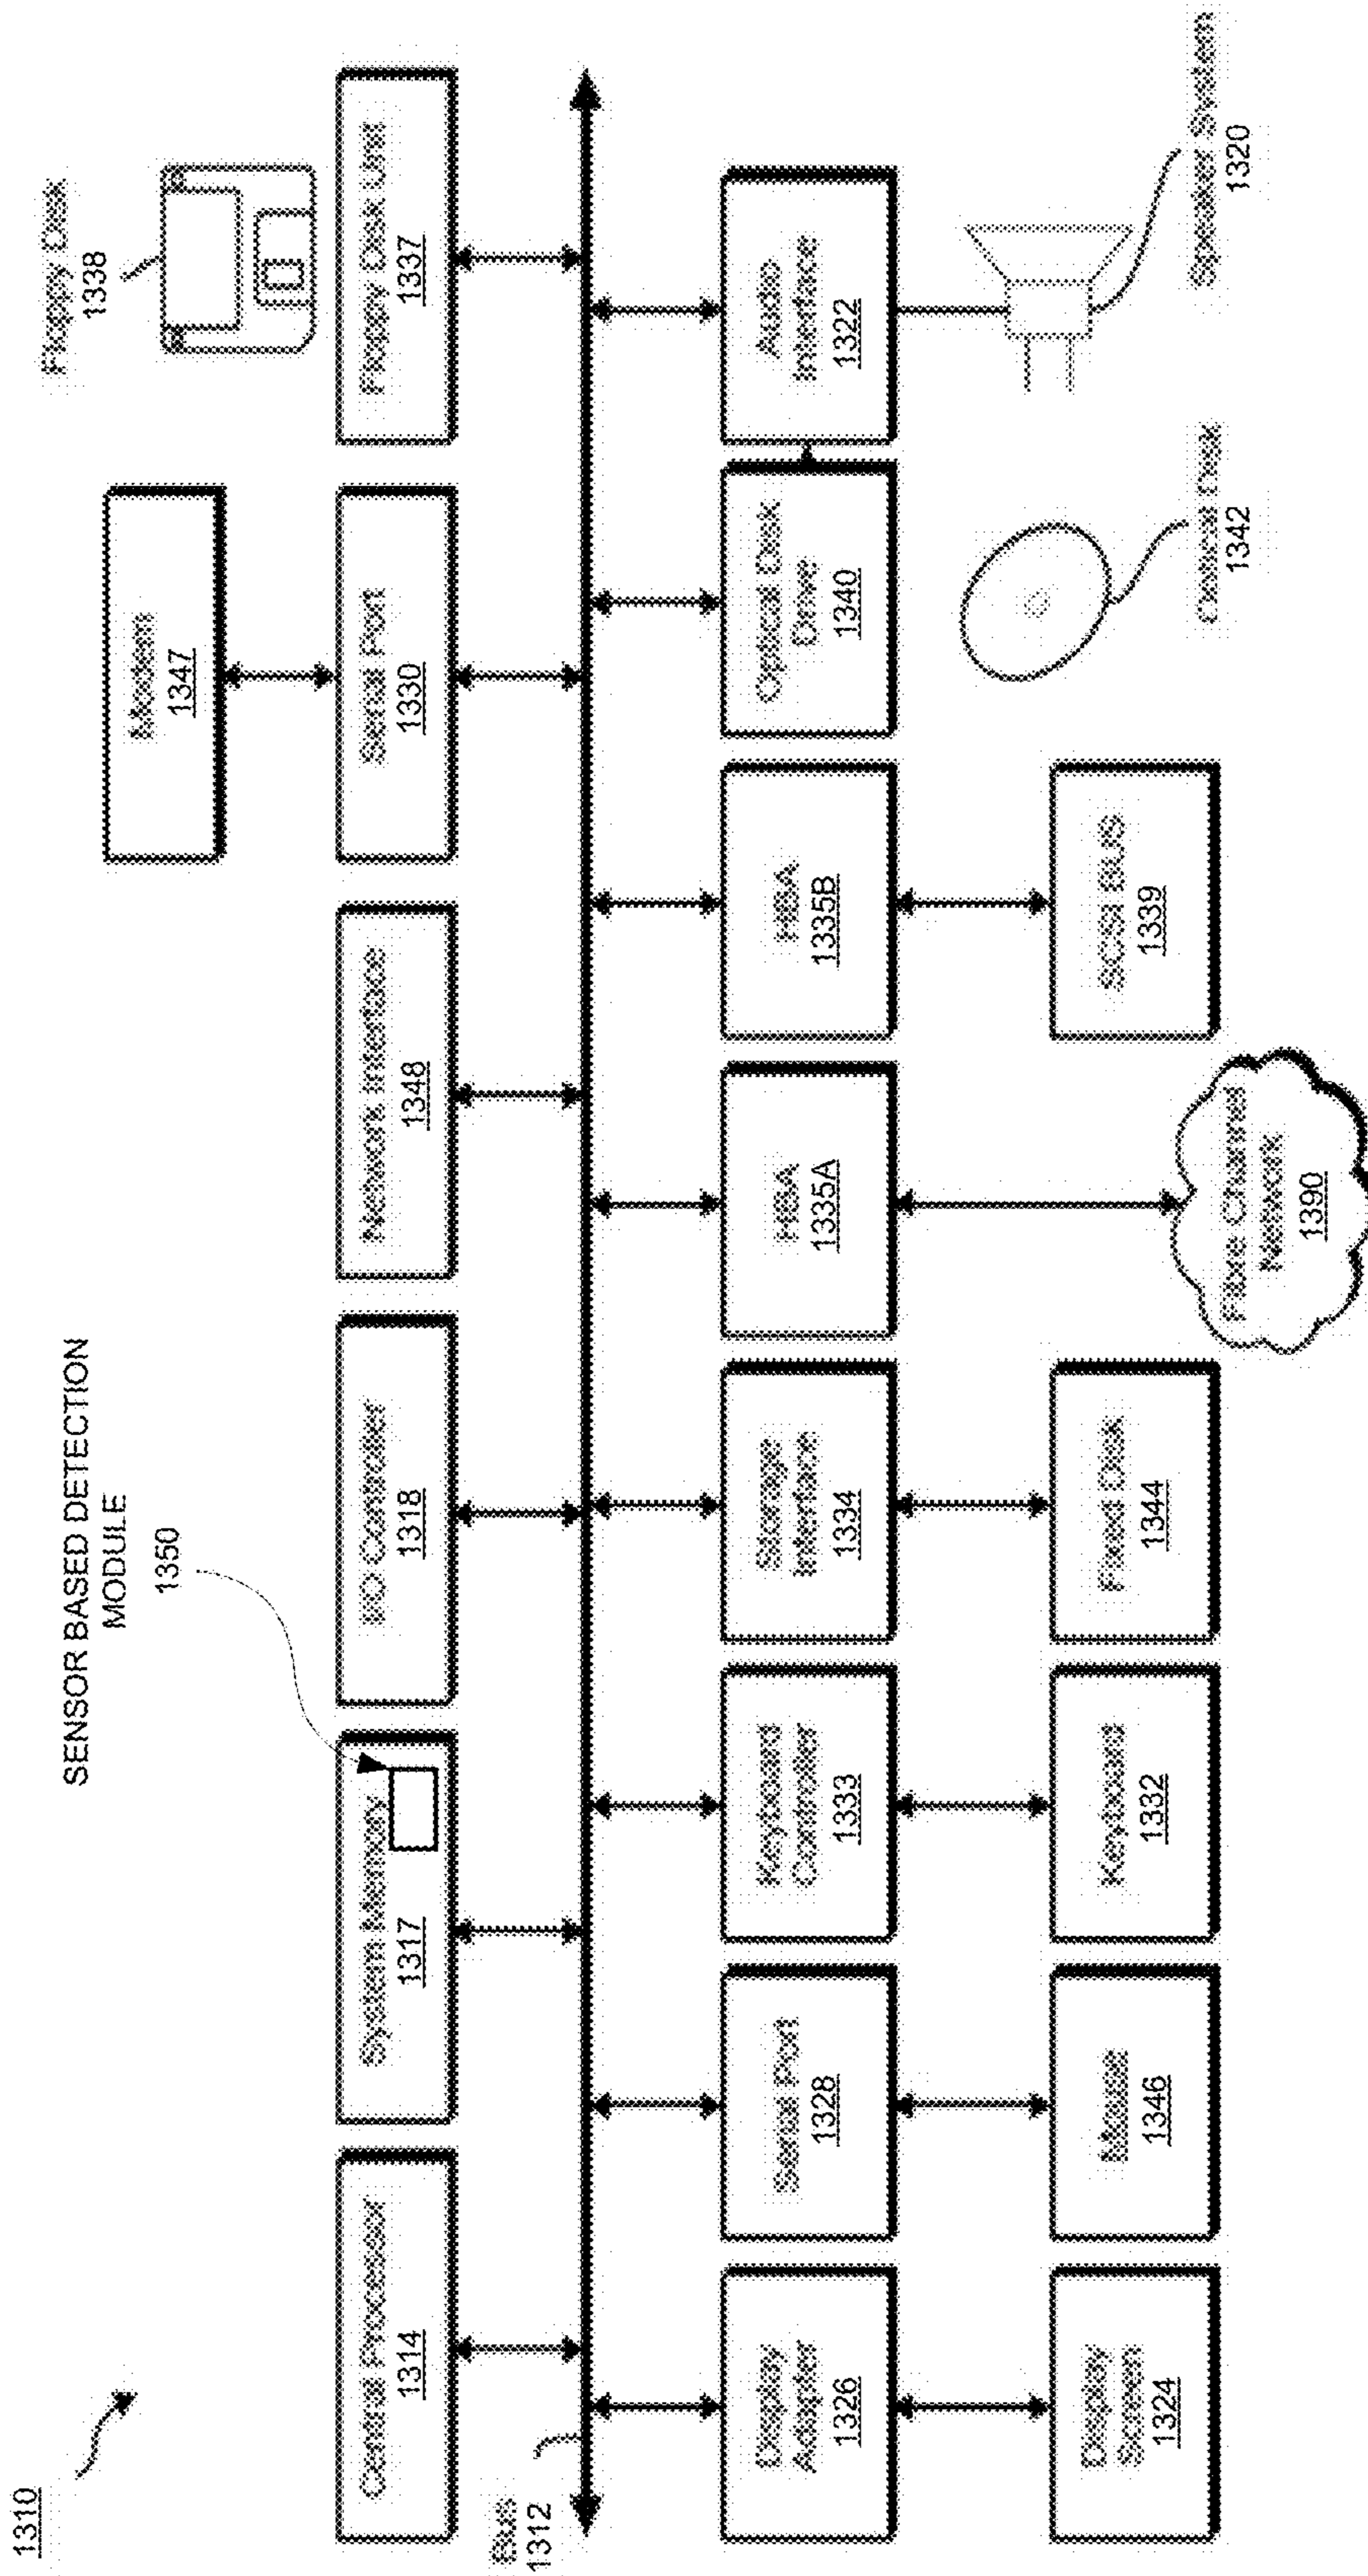 1310
SENSOR BASED DETECTION
MODULE
1350
Modem
1347
Floppy Disk
1338
Central Processor
1314
System Memory
1317
I/O Controller
1318
Network Interface
1348
Serial Port
1330
Floppy Disk Unit
1337
Bus
1312
Display
Adapter
1326
Serial Port
1328
Keyboard
Controller
1333
Storage
Interface
1334
HBA
1335A
HBA
1335B
Optical Disk
Drive
1340
Audio
Interface
1322
Display
Screen
1324
Mouse
1346
Keyboard
1332
Fixed Disk
1344
Fibre Channel
Network
1390
SCSI BUS
1339
Optical Disk
1342
Speaker System
1320